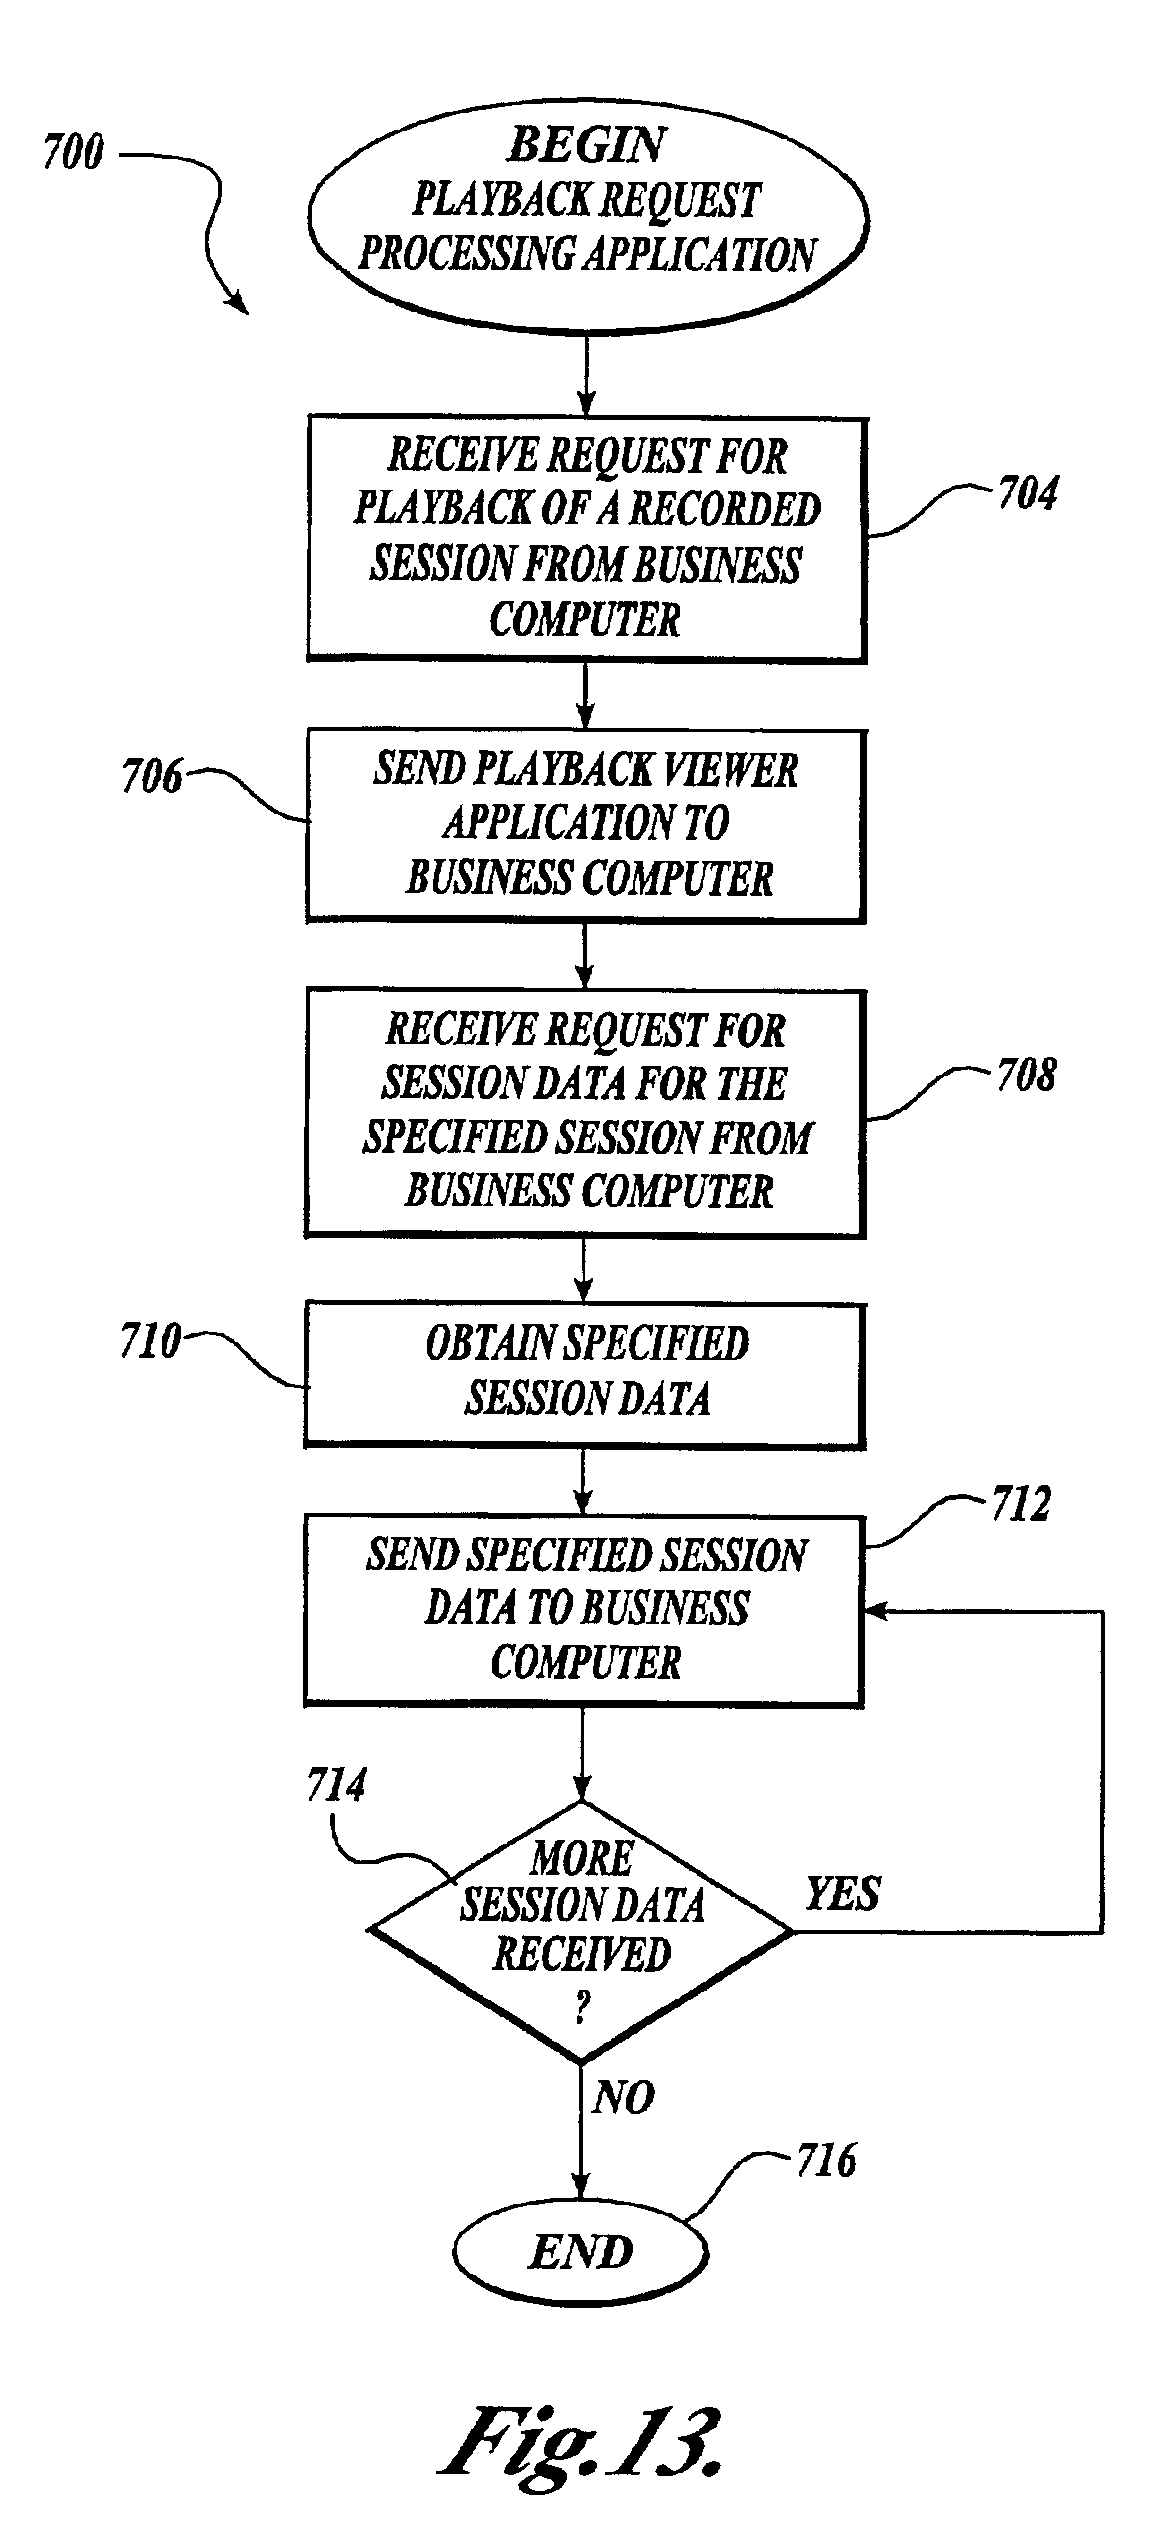 700
BEGIN
PLAYBACK REQUEST
PROCESSING APPLICATION
RECEIVE REQUEST FOR
PLAYBACK OF A RECORDED
SESSION FROM BUSINESS
COMPUTER
704
706
SEND PLAYBACK VIEWER
APPLICATION TO
BUSINESS COMPUTER
RECEIVE REQUEST FOR
SESSION DATA FOR THE
SPECIFIED SESSION FROM
BUSINESS COMPUTER
708
710
OBTAIN SPECIFIED
SESSION DATA
712
SEND SPECIFIED SESSION
DATA TO BUSINESS
COMPUTER
714
MORE
SESSION DATA
RECEIVED
?
YES
NO
716
END
Fig.13.